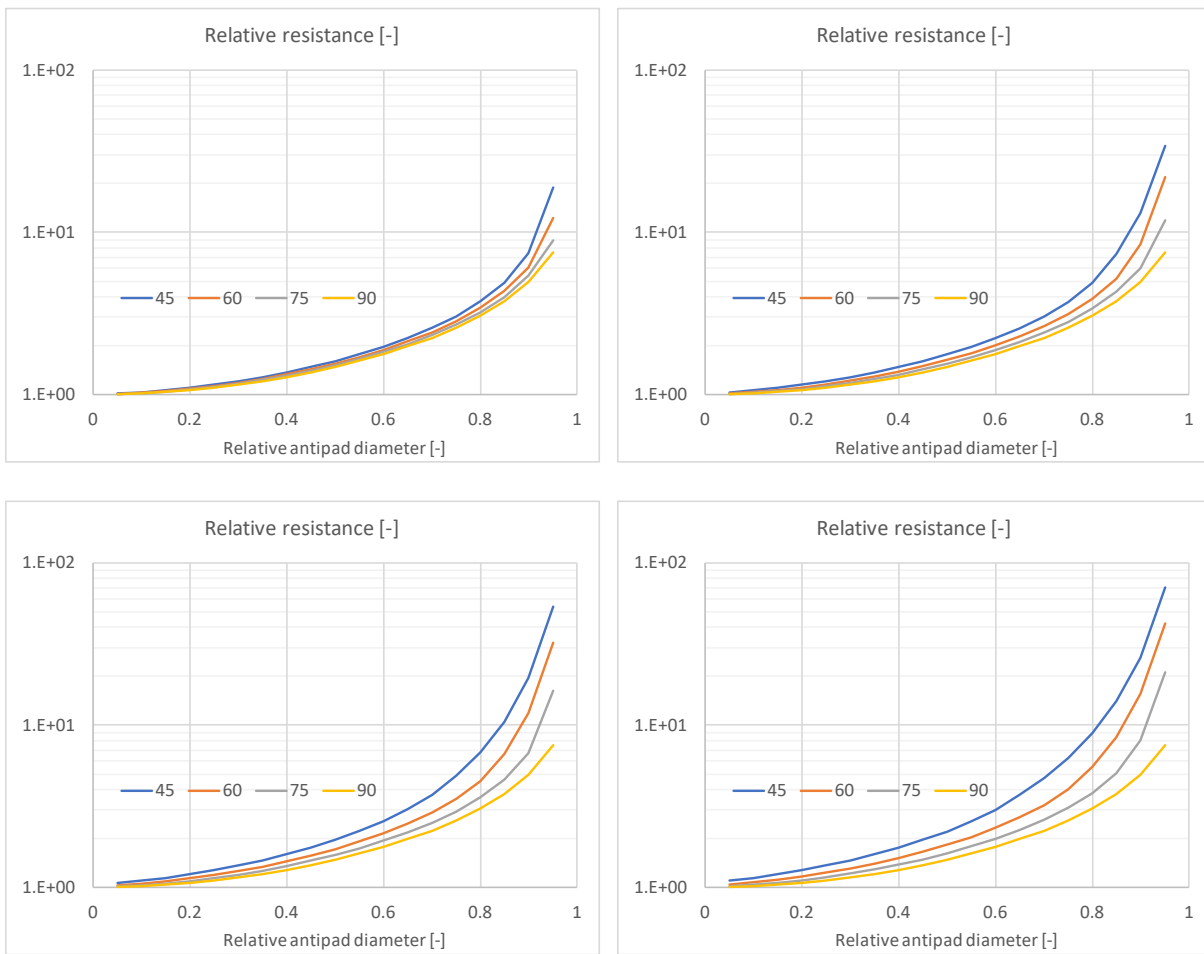 Relative resistance [-]
1.E+02
1.E+01
1.E+00
45 60 75 90
0 0.2 0.4 0.6 0.8 1
Relative antipad diameter [-]
Relative resistance [-]
1.E+02
1.E+01
1.E+00
45 60 75 90
0 0.2 0.4 0.6 0.8 1
Relative antipad diameter [-]
Relative resistance [-]
1.E+02
1.E+01
1.E+00
45 60 75 90
0 0.2 0.4 0.6 0.8 1
Relative antipad diameter [-]
Relative resistance [-]
1.E+02
1.E+01
1.E+00
45 60 75 90
0 0.2 0.4 0.6 0.8 1
Relative antipad diameter [-]